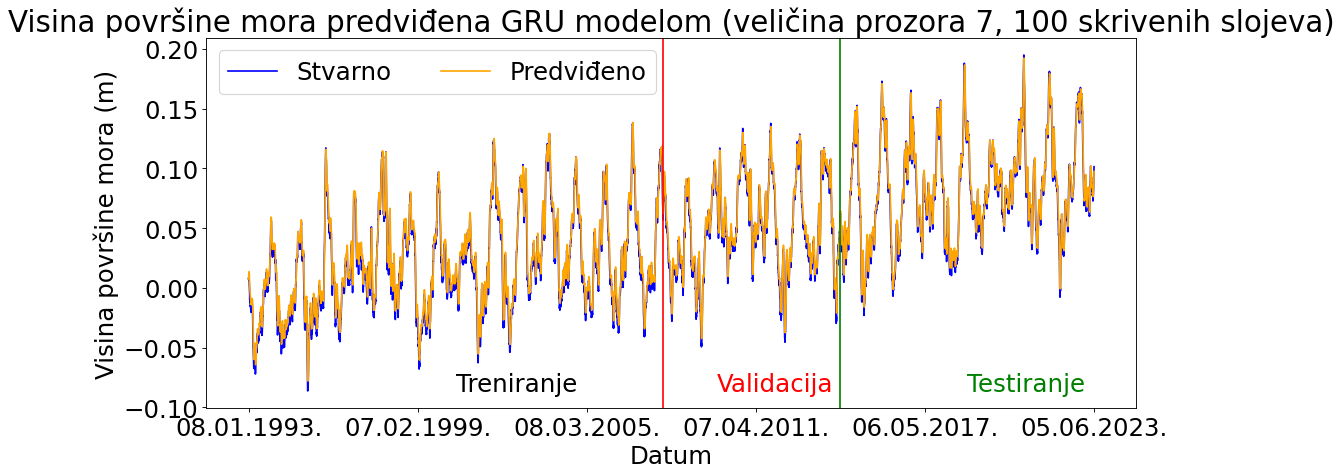 Visina površine mora predviđena GRU modelom (veličina prozora 7, 100 skrivenih slojeva)
Stvarno
Predviđeno
Visina površine mora (m)
0.20
0.15
0.10
0.05
0.00
−0.05
−0.10
Treniranje
Validacija
Testiranje
08.01.1993.
07.02.1999.
08.03.2005.
07.04.2011.
06.05.2017.
05.06.2023.
Datum